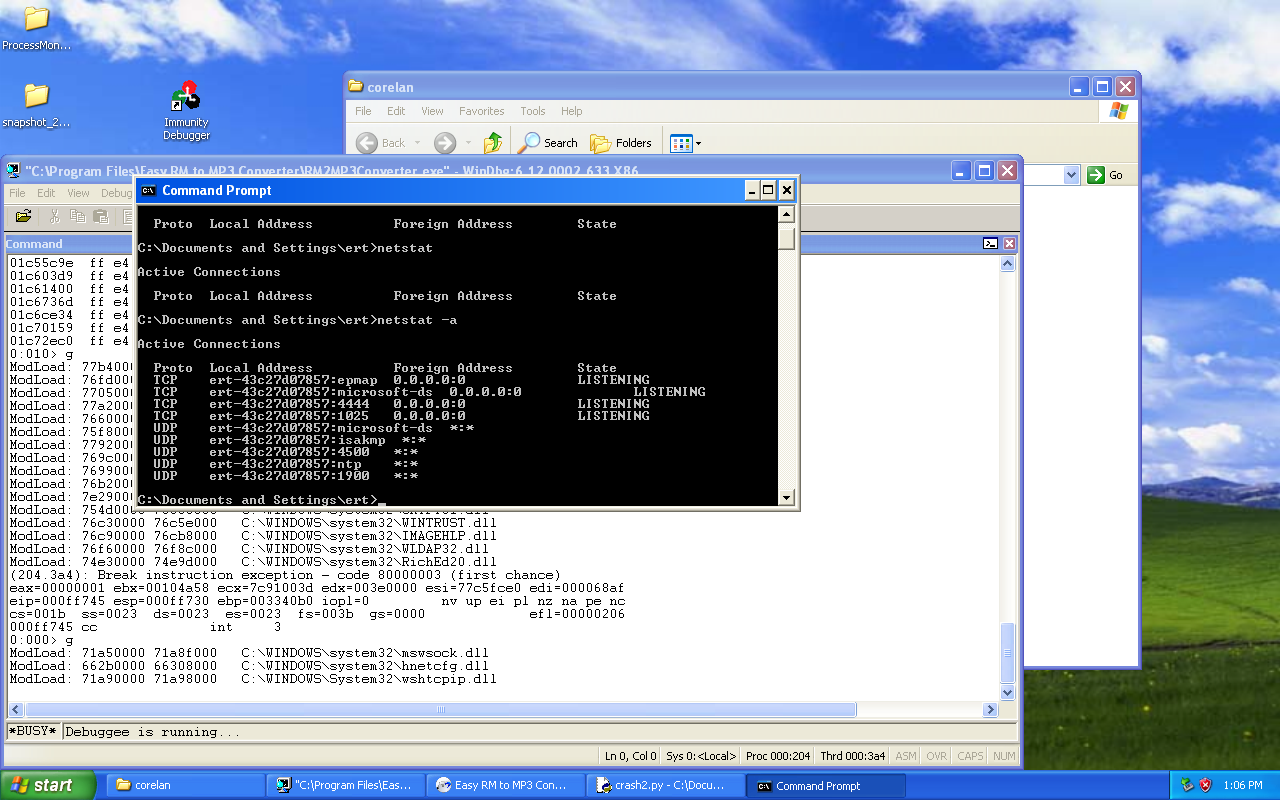 ProcessMon...
snapshot_2...
Immunity
Debugger
corelan
File Edit View Favorites Tools Help
Back Search Folders
Go
"C:\Program Files\Easy RM to MP3 Converter\RM2MP3Converter.exe" - WinDbg:6.12.0002.633 X86
File Edit View Debug
Command
Command Prompt
Proto Local Address Foreign Address State
C:\Documents and Settings\ert>netstat
Active Connections
Proto Local Address Foreign Address State
C:\Documents and Settings\ert>netstat -a
Active Connections
Proto Local Address Foreign Address State
TCP ert-43c27d07857:epmap 0.0.0.0:0 LISTENING
TCP ert-43c27d07857:microsoft-ds 0.0.0.0:0 LISTENING
TCP ert-43c27d07857:4444 0.0.0.0:0 LISTENING
TCP ert-43c27d07857:1025 0.0.0.0:0 LISTENING
UDP ert-43c27d07857:microsoft-ds *:*
UDP ert-43c27d07857:isakmp *:*
UDP ert-43c27d07857:4500 *:*
UDP ert-43c27d07857:ntp *:*
UDP ert-43c27d07857:1900 *:*
C:\Documents and Settings\ert>_
01c55c9e ff e4
01c603d9 ff e4
01c61400 ff e4
01c6736d ff e4
01c6ce34 ff e4
01c70159 ff e4
01c72ec0 ff e4
0:010> g
ModLoad: 77b4000
ModLoad: 76fd000
ModLoad: 7705000
ModLoad: 77a2000
ModLoad: 7660000
ModLoad: 75f8000
ModLoad: 7792000
ModLoad: 769c000
ModLoad: 7699000
ModLoad: 76b2000
ModLoad: 7e29000
ModLoad: 754d0000
ModLoad: 76c30000 76c5e000 C:\WINDOWS\system32\WINTRUST.dll
ModLoad: 76c90000 76cb8000 C:\WINDOWS\system32\IMAGEHLP.dll
ModLoad: 76f60000 76f8c000 C:\WINDOWS\system32\WLDAP32.dll
ModLoad: 74e30000 74e9d000 C:\WINDOWS\system32\RichEd20.dll
(204.3a4): Break instruction exception - code 80000003 (first chance)
eax=00000001 ebx=00104a58 ecx=7c91003d edx=003e0000 esi=77c5fce0 edi=000068af
eip=000ff745 esp=000ff730 ebp=003340b0 iopl=0 nv up ei pl nz na pe nc
cs=001b ss=0023 ds=0023 es=0023 fs=003b gs=0000 efl=00000206
000ff745 cc int 3
0:000> g
ModLoad: 71a50000 71a8f000 C:\WINDOWS\system32\mswsock.dll
ModLoad: 662b0000 66308000 C:\WINDOWS\system32\hnetcfg.dll
ModLoad: 71a90000 71a98000 C:\WINDOWS\System32\wshtcpip.dll
*BUSY* Debuggee is running...
Ln 0, Col 0 Sys 0:<Local> Proc 000:204 Thrd 000:3a4 ASM OVR CAPS NUM
start corelan "C:\Program Files\Eas... Easy RM to MP3 Con... crash2.py - C:\Docu... Command Prompt 1:06 PM